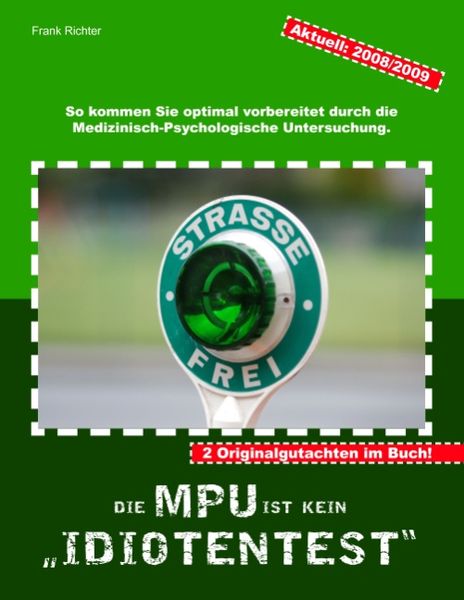 Frank Richter
Aktuell: 2008/2009
So kommen Sie optimal vorbereitet durch die
Medizinisch-Psychologische Untersuchung.
STRASSE
FREI
2 Originalgutachten im Buch!
DIE MPU IST KEIN
„IDIOTENTEST“